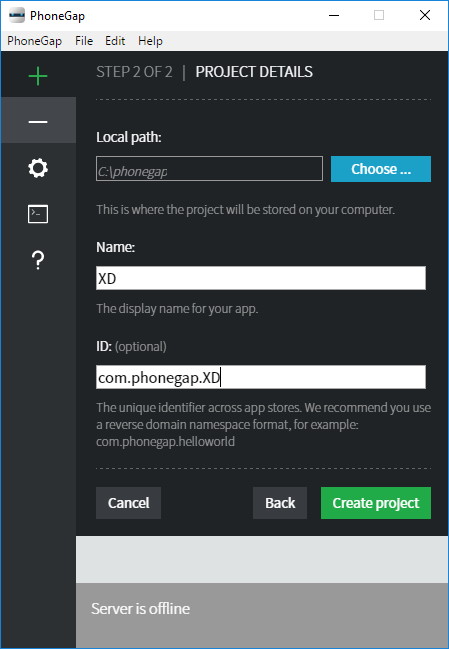 PhoneGap
PhoneGap File Edit Help
STEP 2 OF 2 | PROJECT DETAILS
Local path:
C:\phonegap
Choose ...
This is where the project will be stored on your computer.
Name:
XD
The display name for your app.
ID: (optional)
com.phonegap.XD
The unique identifier across app stores. We recommend you use
a reverse domain namespace format, for example:
com.phonegap.helloworld
Cancel
Back
Create project
Server is offline